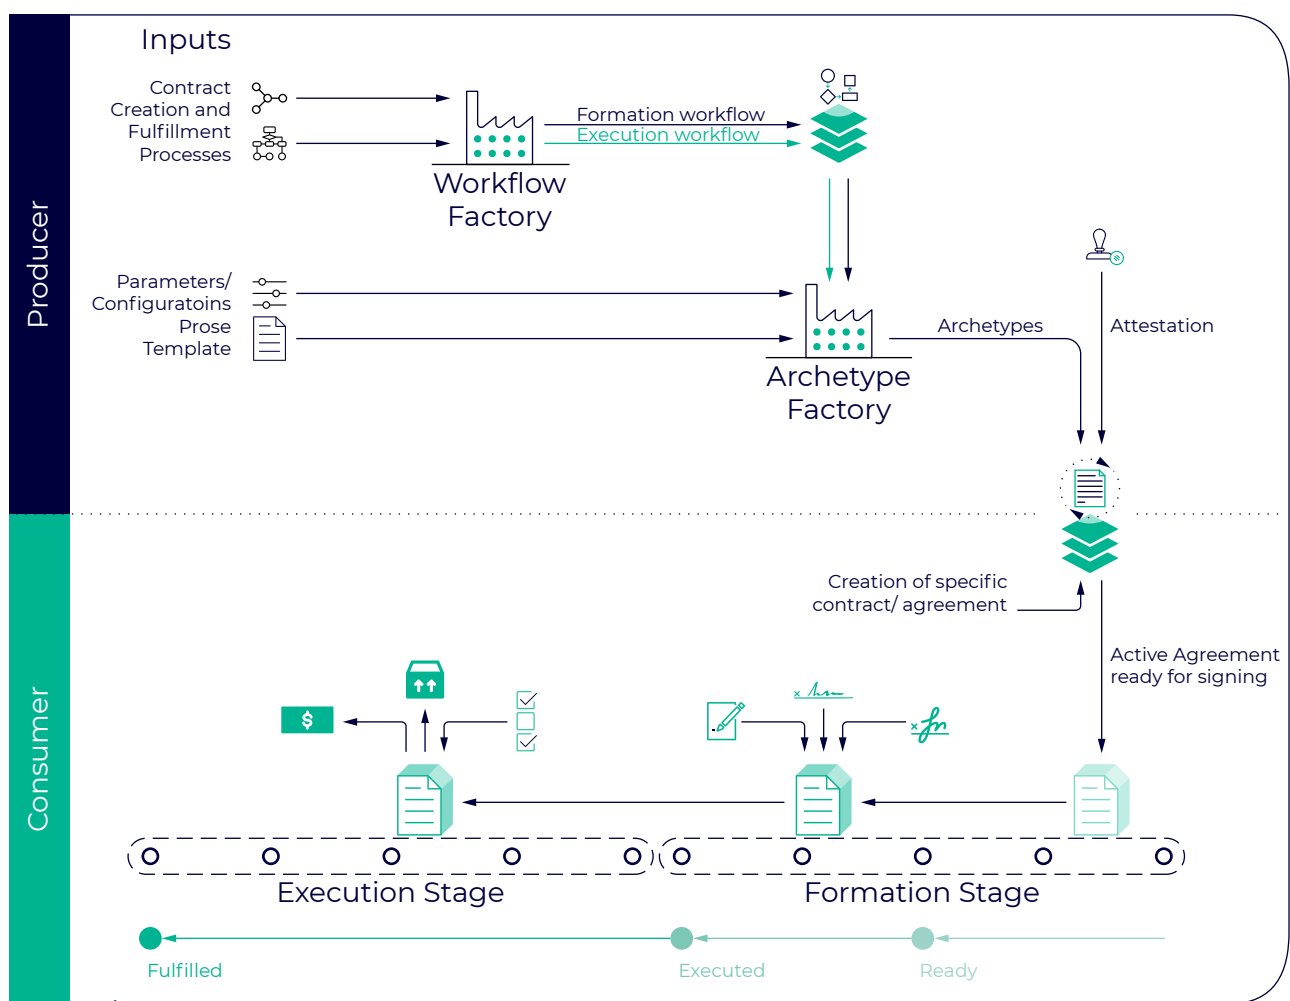 Inputs
Contract
Creation and
Fulfillment
Processes
Formation workflow
Execution workflow
Workflow
Factory
Producer
Parameters/
Configuratoins
Prose
Template
Archetypes
Attestation
Archetype
Factory
Creation of specific
contract/ agreement
Active Agreement
ready for signing
$
x
x
Consumer
Execution Stage
Formation Stage
Fulfilled
Executed
Ready